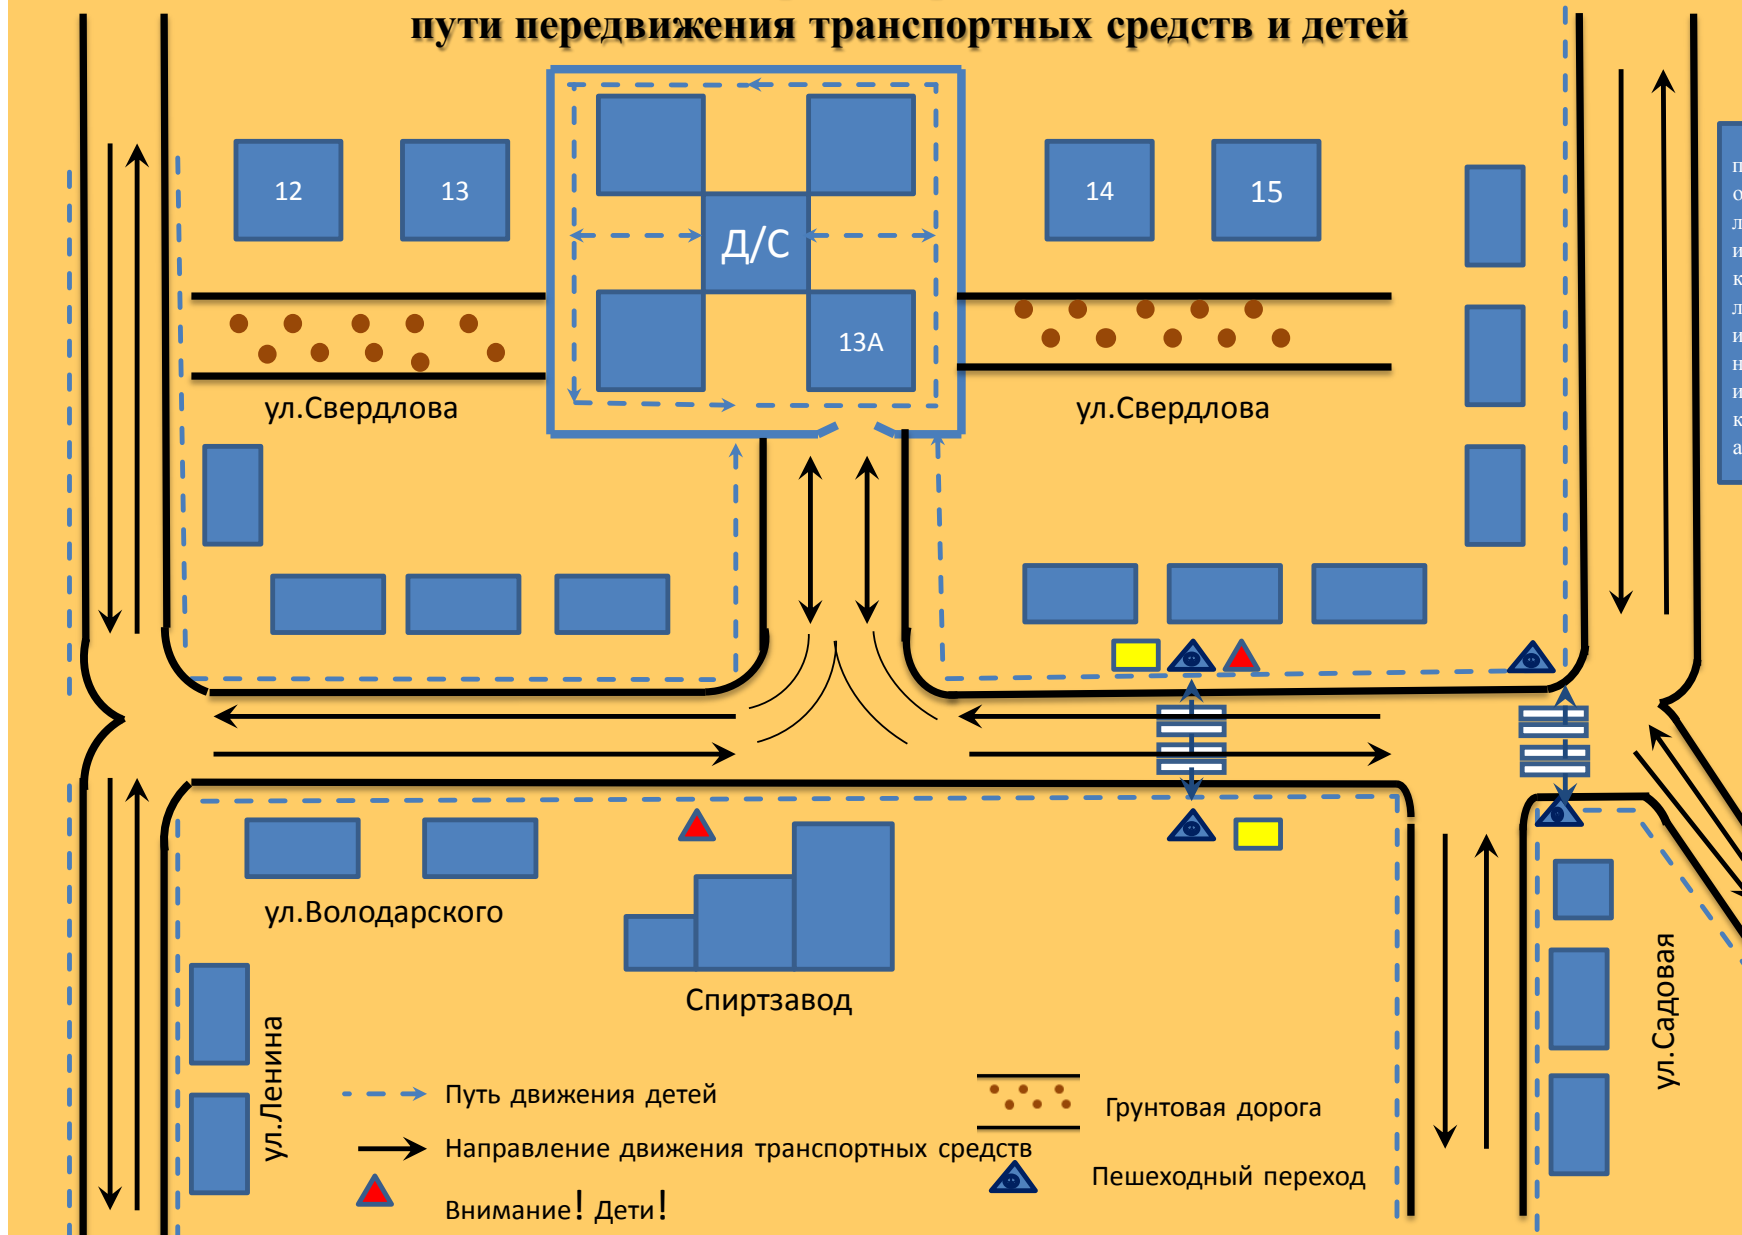 пути передвижения транспортных средств и детей
12
13
14
15
Д/С
13А
ул.Свердлова
ул.Свердлова
поликлиника
ул.Володарского
Спиртзавод
ул.Ленина
ул.Садовая
Путь движения детей
Грунтовая дорога
Направление движения транспортных средств
Пешеходный переход
Внимание! Дети!